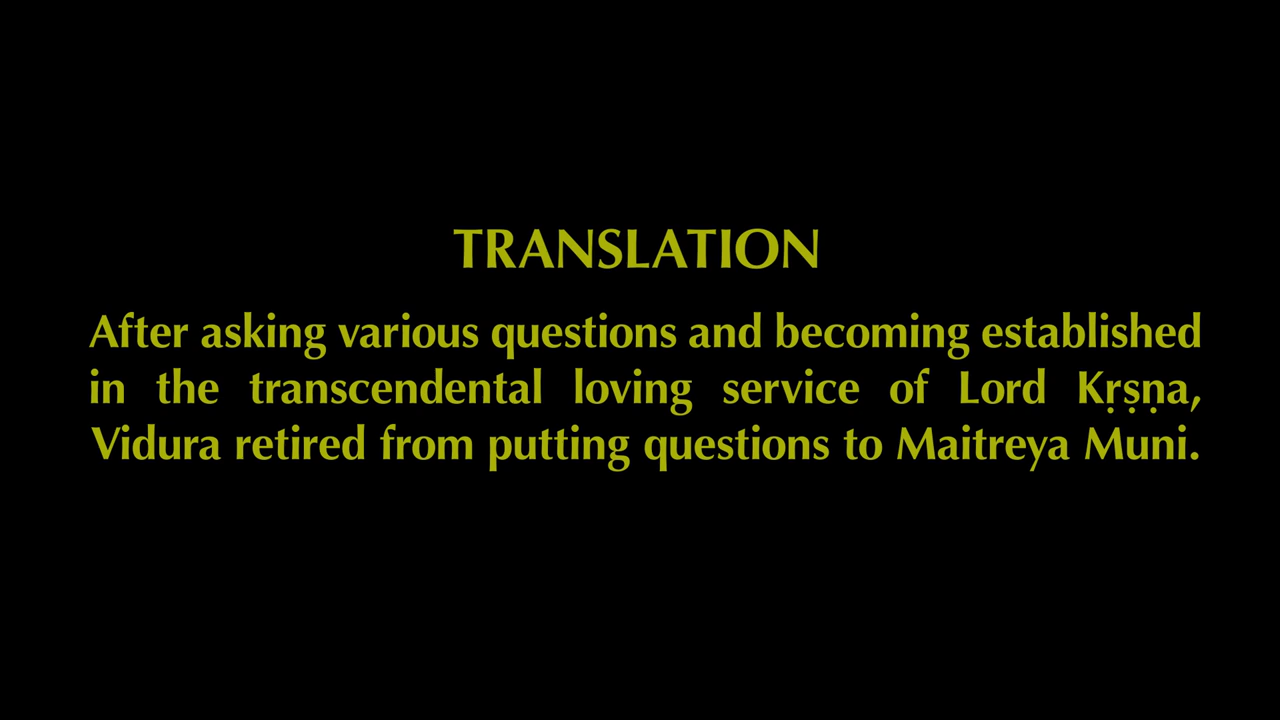 TRANSLATION
After asking various questions and becoming established
in the transcendental loving service of Lord Kṛṣṇa,
Vidura retired from putting questions to Maitreya Muni.